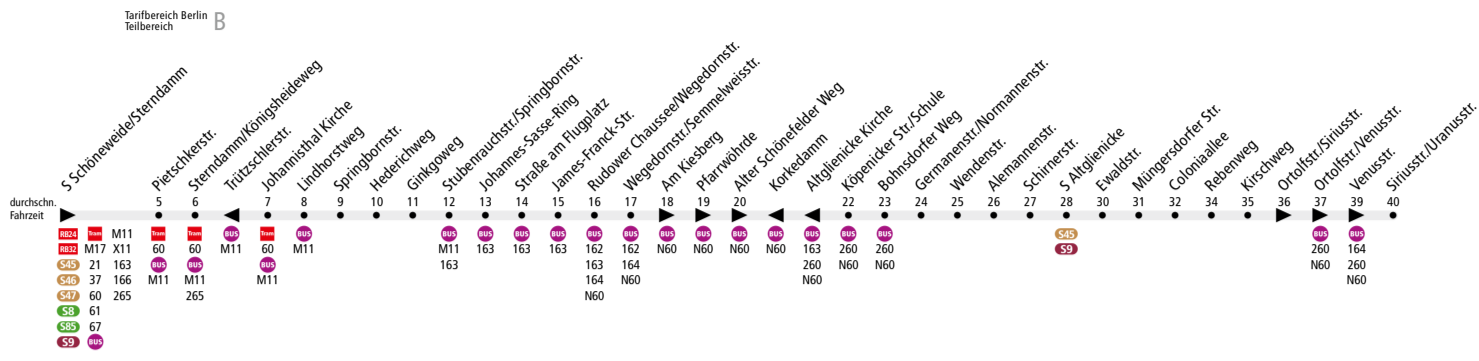 Tarifbereich Berlin
Teilbereich
B
S Schöneweide/Sterndamm
Pietschkerstr.
Sterndamm/Königsheideweg
Trützschlerstr.
Johannisthal Kirche
Lindhorstweg
Springbornstr.
Hederichweg
Ginkgoweg
Stubenrauchstr./Springbornstr.
Johannes-Sasse-Ring
Straße am Flugplatz
James-Franck-Str.
Rudower Chaussee/Wegedornstr.
Wegedornstr./Semmelweisstr.
Am Kiesberg
Pfarrwöhrde
Alter Schönefelder Weg
Korkedamm
Altglienicke Kirche
Köpenicker Str./Schule
Bohnsdorfer Weg
Germanenstr./Normannenstr.
Wendenstr.
Alemannenstr.
Schirnerstr.
S Altglienicke
Ewaldstr.
Müngersdorfer Str.
Coloniaallee
Rebenweg
Kirschweg
Ortolfstr./Siriusstr.
Ortolfstr./Venusstr.
Venusstr.
Siriusstr./Uranusstr.
durchschn. 5 6 7 8 9 10 11 12 13 14 15 16 17 18 19 20 22 23 24 25 26 27 28 30 31 32 34 35 36 37 39 40
Fahrzeit
RB24 Tram M11 Tram Tram BUS Tram BUS BUS BUS BUS BUS BUS BUS BUS BUS BUS BUS BUS BUS BUS S45 BUS BUS
RB32 M17 X11 60 60 M11 60 M11 M11 163 163 163 162 162 N60 N60 N60 N60 163 260 260 S9 260 164
S45 21 163 BUS BUS BUS 163 163 164 260 N60 N60 N60 260
S46 37 166 M11 M11 M11 164 N60 N60 N60
S47 60 265 265 N60
S8 61
S85 67
S9 BUS